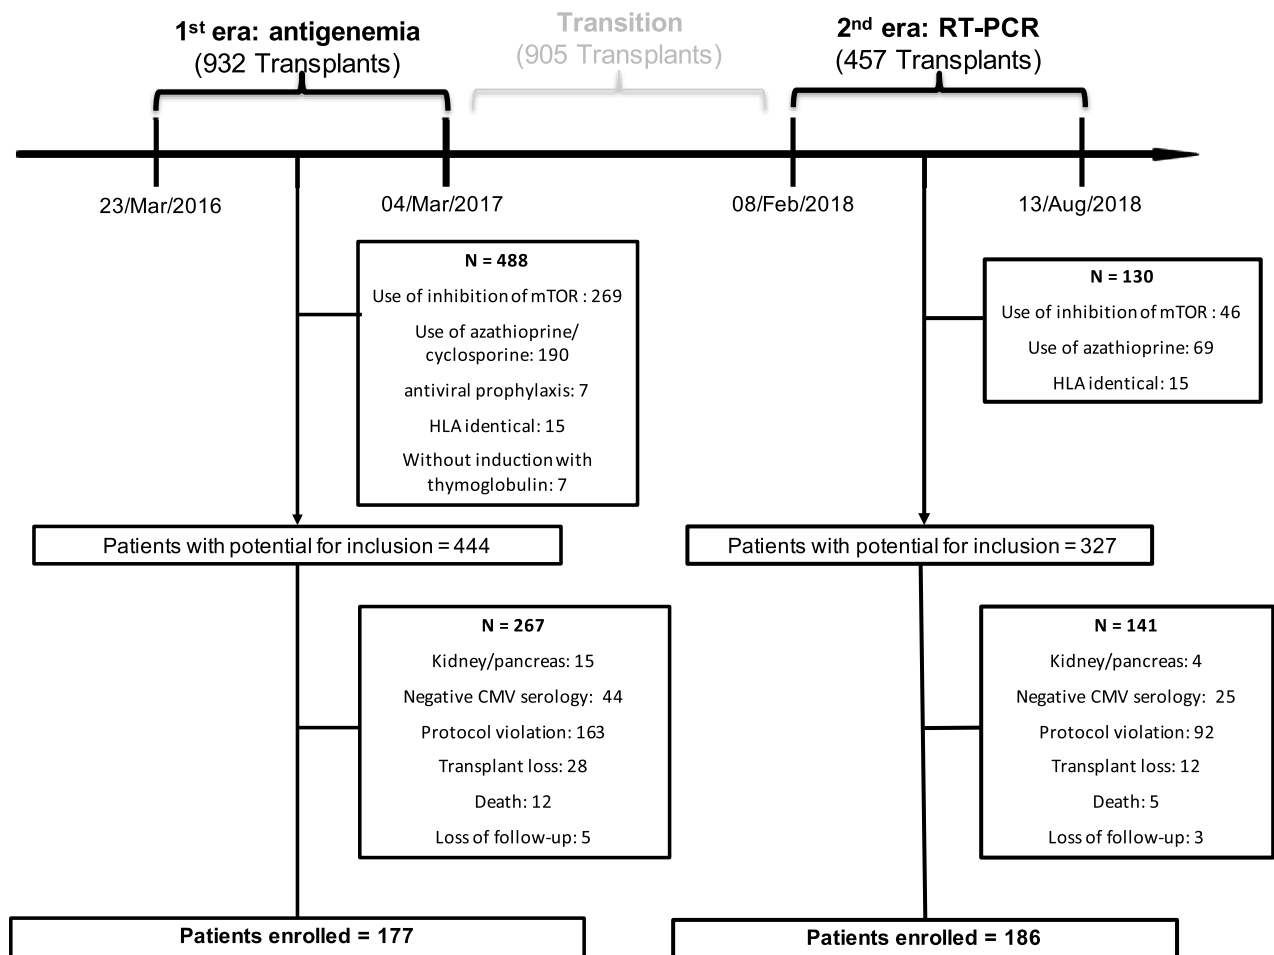 1st era: antigenemia
(932 Transplants)
Transition
(905 Transplants)
2nd era: RT-PCR
(457 Transplants)
23/Mar/2016
04/Mar/2017
08/Feb/2018
13/Aug/2018
N = 488
Use of inhibition of mTOR : 269
Use of azathioprine/
cyclosporine: 190
antiviral prophylaxis: 7
HLA identical: 15
Without induction with
thymoglobulin: 7
N = 130
Use of inhibition of mTOR : 46
Use of azathioprine: 69
HLA identical: 15
Patients with potential for inclusion = 444
Patients with potential for inclusion = 327
N = 267
Kidney/pancreas: 15
Negative CMV serology: 44
Protocol violation: 163
Transplant loss: 28
Death: 12
Loss of follow-up: 5
N = 141
Kidney/pancreas: 4
Negative CMV serology: 25
Protocol violation: 92
Transplant loss: 12
Death: 5
Loss of follow-up: 3
Patients enrolled = 177
Patients enrolled = 186